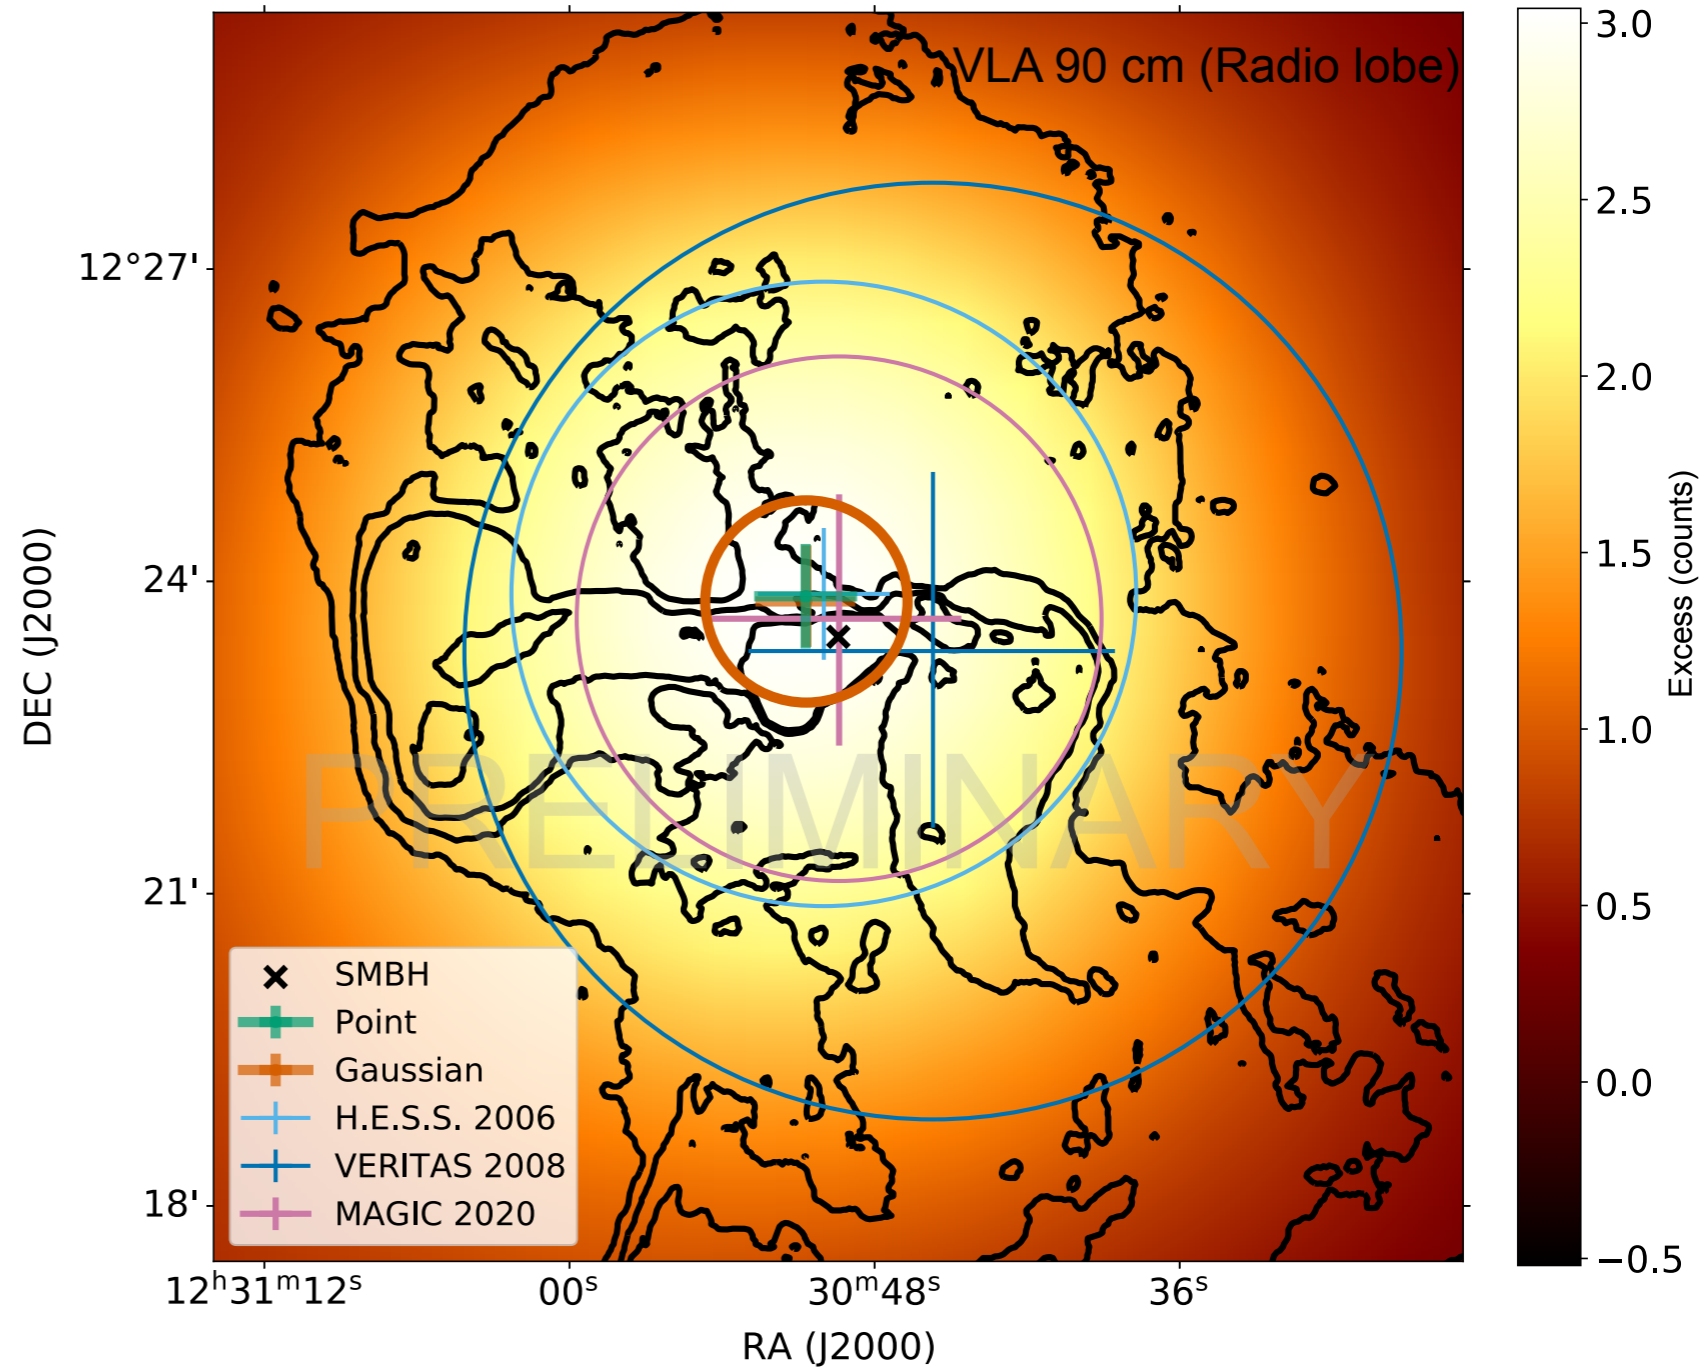 VLA 90 cm (Radio lobe)
3.0
2.5
2.0
1.5
1.0
0.5
0.0
−0.5
Excess (counts)
12°27'
24'
21'
18'
DEC (J2000)
PRELIMINARY
SMBH
Point
Gaussian
H.E.S.S. 2006
VERITAS 2008
MAGIC 2020
12ʰ31ᵐ12ˢ
00ˢ
30ᵐ48ˢ
36ˢ
RA (J2000)